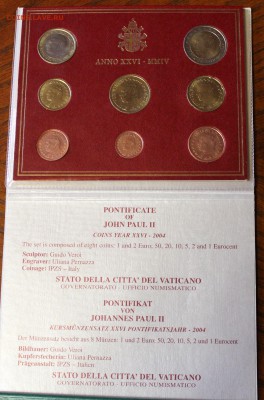 ANNO XXVI - MMIV
PONTIFICATE
OF
JOHN PAUL II
COINS YEAR XXVI - 2004
The set is composed of eight coins: 1 and 2 Euro; 50, 20, 10, 5, 2 and 1 Eurocent
Sculptor: Guido Veroi
Engraver: Uliana Pernazza
Coinage: IPZS - Italy
STATO DELLA CITTA' DEL VATICANO
GOVERNATORATO - UFFICIO NUMISMATICO
PONTIFIKAT
VON
JOHANNES PAUL II
KURSMÜNZENSATZ XXVI PONTIFIKATSJAHR - 2004
Der Münzensatz besteht aus 8 Münzen: 1 und 2 Euro; 50, 20, 10, 5, 2 und 1 Eurocent
Bildhauer: Guido Veroi
Kupferstecherin: Uliana Pernazza
Prägeanstalt: IPZS - Italien
STATO DELLA CITTA' DEL VATICANO
GOVERNATORATO - UFFICIO NUMISMATICO